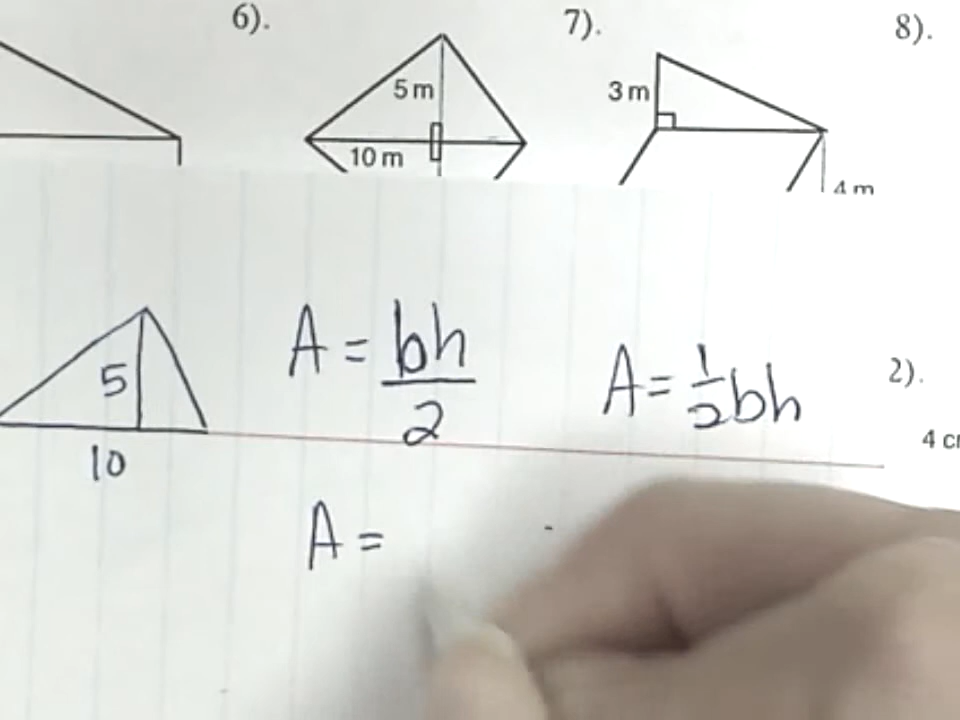 6). 7). 8).
5 m
3 m
10 m
4 m
A = bh/2
A = 1/2 bh
2).
5
4 c
10
A =